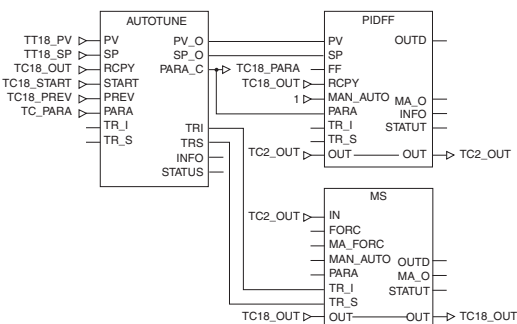 AUTOTUNE
TT18_PV PV PV_O
TT18_SP SP SP_O
TC18_OUT RCPY PARA_C TC18_PARA
TC18_START START
TC18_PREV PREV
TC_PARA PARA
TR_I TRI
TR_S TRS
INFO
STATUS
PIDFF
PV OUTD
SP
FF
TC18_OUT RCPY
1 MAN_AUTO MA_O
PARA INFO
TR_I STATUT
TR_S
TC2_OUT OUT OUT TC2_OUT
MS
TC2_OUT IN
FORC
MA_FORC
MAN_AUTO OUTD
PARA MA_O
TR_I STATUT
TR_S
TC18_OUT OUT OUT TC18_OUT